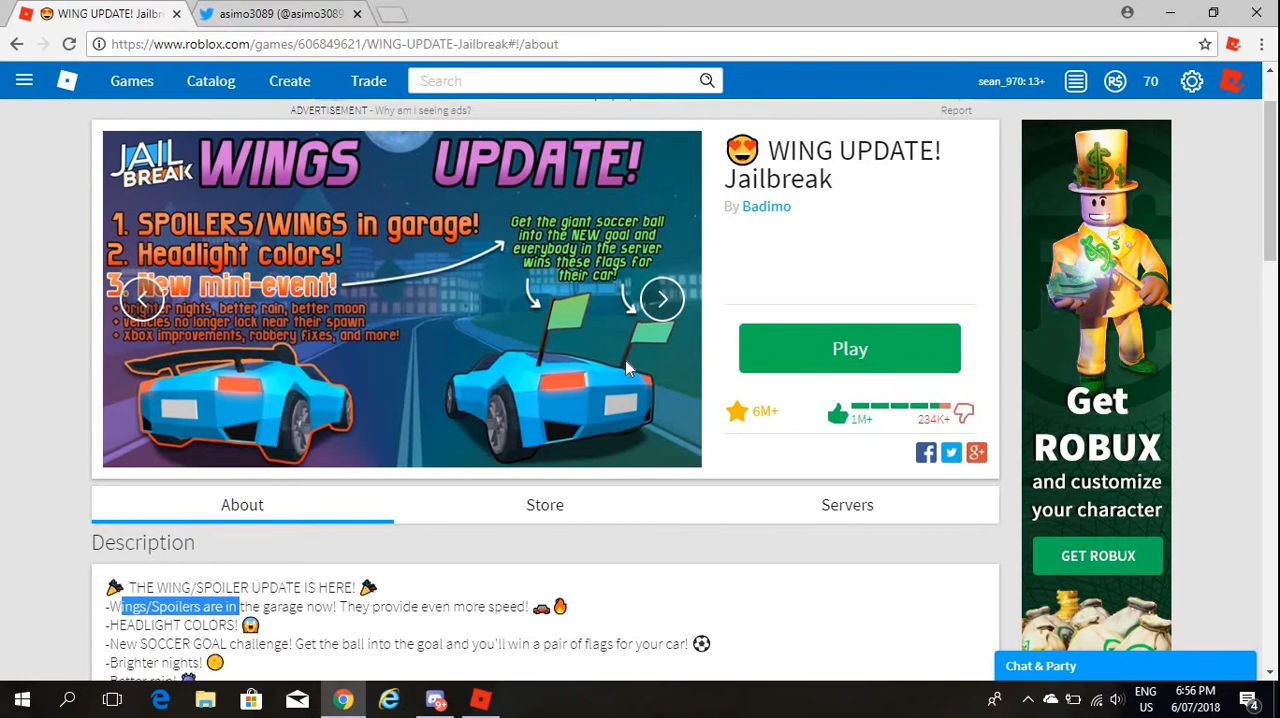 WING UPDATE! Jailbr
asimo3089 (@asimo3089
https://www.roblox.com/games/606849621/WING-UPDATE-Jailbreak#!/about
Games
Catalog
Create
Trade
Search
sean_970: 13+
R$
70
ADVERTISEMENT - Why am I seeing ads?
Report
JAIL BREAK WINGS UPDATE!
1. SPOILERS/WINGS in garage!
2. Headlight colors!
3. New mini-event!
+ brighter nights, better rain, better moon
+ vehicles no longer lock near their spawn
+ Xbox improvements, robbery fixes, and more!
Get the giant soccer ball
into the NEW goal and
everybody in the server
wins these flags for
their car!
😍 WING UPDATE!
Jailbreak
By Badimo
Play
6M+
1M+
234K+
Get
ROBUX
and customize
your character
GET ROBUX
About
Store
Servers
Description
🎉 THE WING/SPOILER UPDATE IS HERE! 🎉
-Wings/Spoilers are in the garage now! They provide even more speed! 🚗 🔥
-HEADLIGHT COLORS! 😱
-New SOCCER GOAL challenge! Get the ball into the goal and you'll win a pair of flags for your car! ⚽
-Brighter nights!
-Better rain!
Chat & Party
9+
ENG
US
6:56 PM
6/07/2018
4